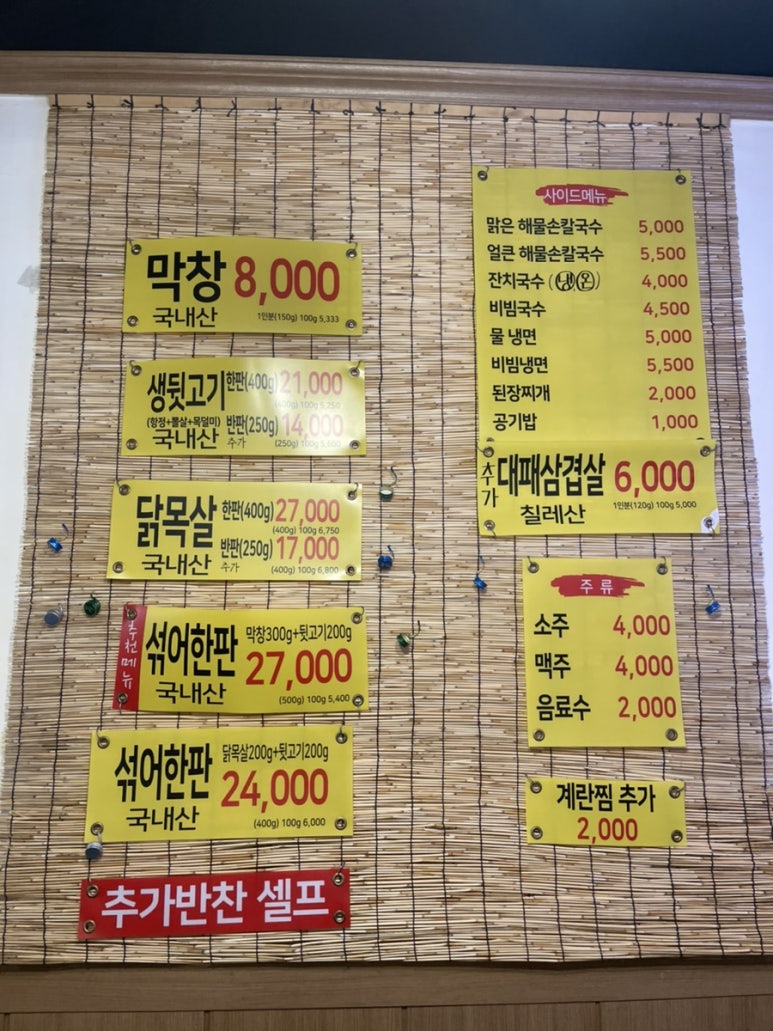 막창 8,000
국내산 1인분(150g) 100g 5,333
생뒷고기 한판(400g) 21,000
(400g) 100g 5,250
(항정+뽈살+목덜미) 반판(250g) 14,000
국내산 추가 (250g) 100g 5,600
닭목살 한판(400g) 27,000
(400g) 100g 6,750
반판(250g) 17,000
국내산 추가 (400g) 100g 6,800
추천메뉴
섞어한판 막창300g+뒷고기200g
27,000
국내산 (500g) 100g 5,400
섞어한판 닭목살200g+뒷고기200g
24,000
국내산 (400g) 100g 6,000
추가반찬 셀프
사이드메뉴
맑은 해물손칼국수 5,000
얼큰 해물손칼국수 5,500
잔치국수 (냉온) 4,000
비빔국수 4,500
물 냉면 5,000
비빔냉면 5,500
된장찌개 2,000
공기밥 1,000
추가 대패삼겹살 6,000
칠레산 1인분(120g) 100g 5,000
주 류
소주 4,000
맥주 4,000
음료수 2,000
계란찜 추가
2,000